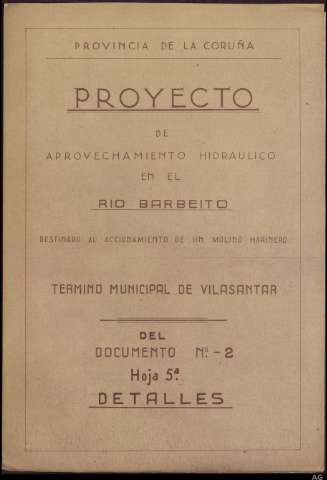 PROVINCIA DE LA CORUÑA
PROYECTO
DE
APROVECHAMIENTO HIDRAULICO
EN EL
RIO BARBEITO
DESTINADO AL ACCIONAMIENTO DE UN MOLINO HARINERO.
TERMINO MUNICIPAL DE VILASANTAR
DEL
DOCUMENTO Nº - 2
Hoja 5ª
DETALLES
AG